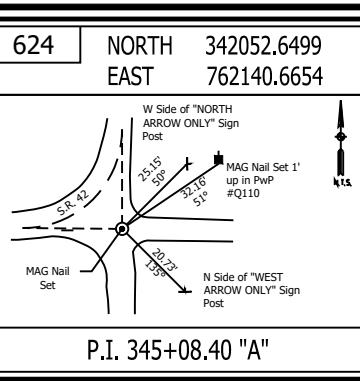 624
NORTH 342052.6499
EAST 762140.6654
W Side of "NORTH
ARROW ONLY" Sign
Post
25.15'
50°
32.16'
51°
MAG Nail Set 1'
up in PwP
#Q110
N.T.S.
S.R. 42
MAG Nail
Set
20.73'
135°
N Side of "WEST
ARROW ONLY" Sign
Post
P.I. 345+08.40 "A"